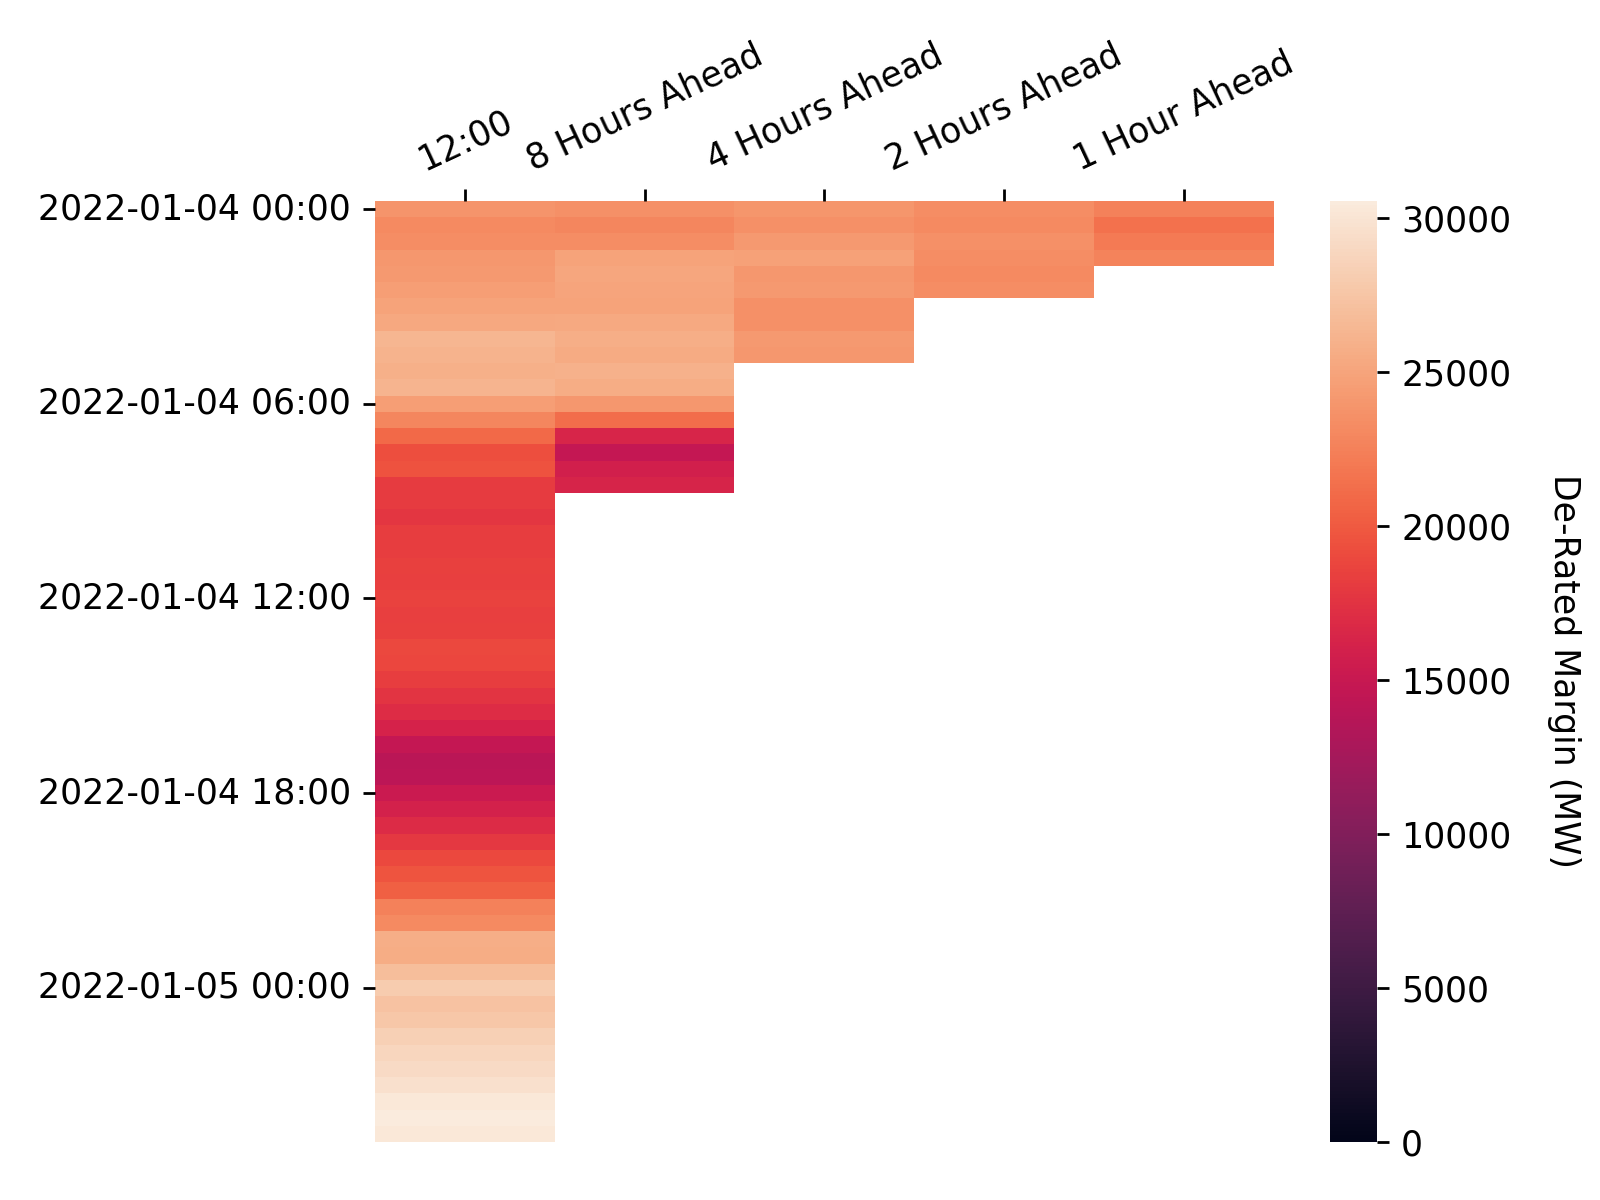 12:00
8 Hours Ahead
4 Hours Ahead
2 Hours Ahead
1 Hour Ahead
2022-01-04 00:00
2022-01-04 06:00
2022-01-04 12:00
2022-01-04 18:00
2022-01-05 00:00
30000
25000
20000
15000
10000
5000
0
De-Rated Margin (MW)